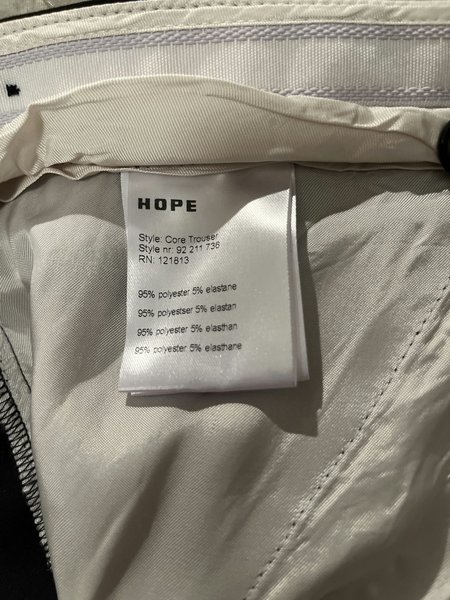 HOPE
Style: Core Trouser
Style nr: 92 211 736
RN: 121813
95% polyester 5% elastane
95% polyestser 5% elastan
95% polyester 5% elasthan
95% polyester 5% elasthane